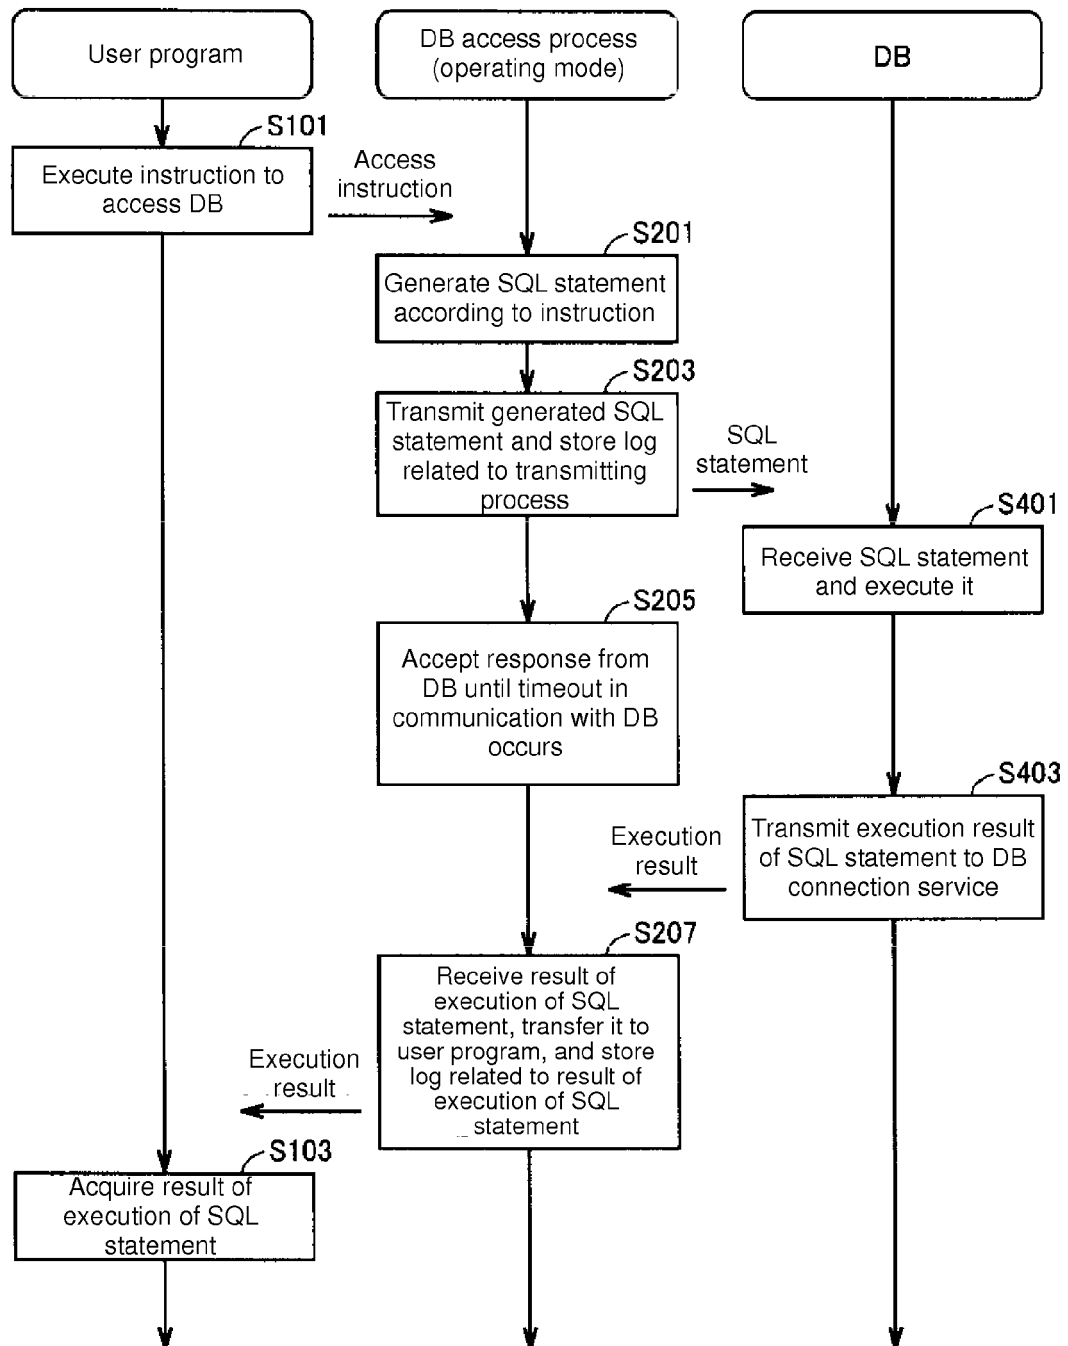 User program
DB access process
(operating mode)
DB
S101
Execute instruction to
access DB
Access
instruction
S201
Generate SQL statement
according to instruction
S203
Transmit generated SQL
statement and store log
related to transmitting
process
SQL
statement
S401
Receive SQL statement
and execute it
S205
Accept response from
DB until timeout in
communication with DB
occurs
S403
Transmit execution result
of SQL statement to DB
connection service
Execution
result
S207
Receive result of
execution of SQL
statement, transfer it to
user program, and store
log related to result of
execution of SQL
statement
Execution
result
S103
Acquire result of
execution of SQL
statement